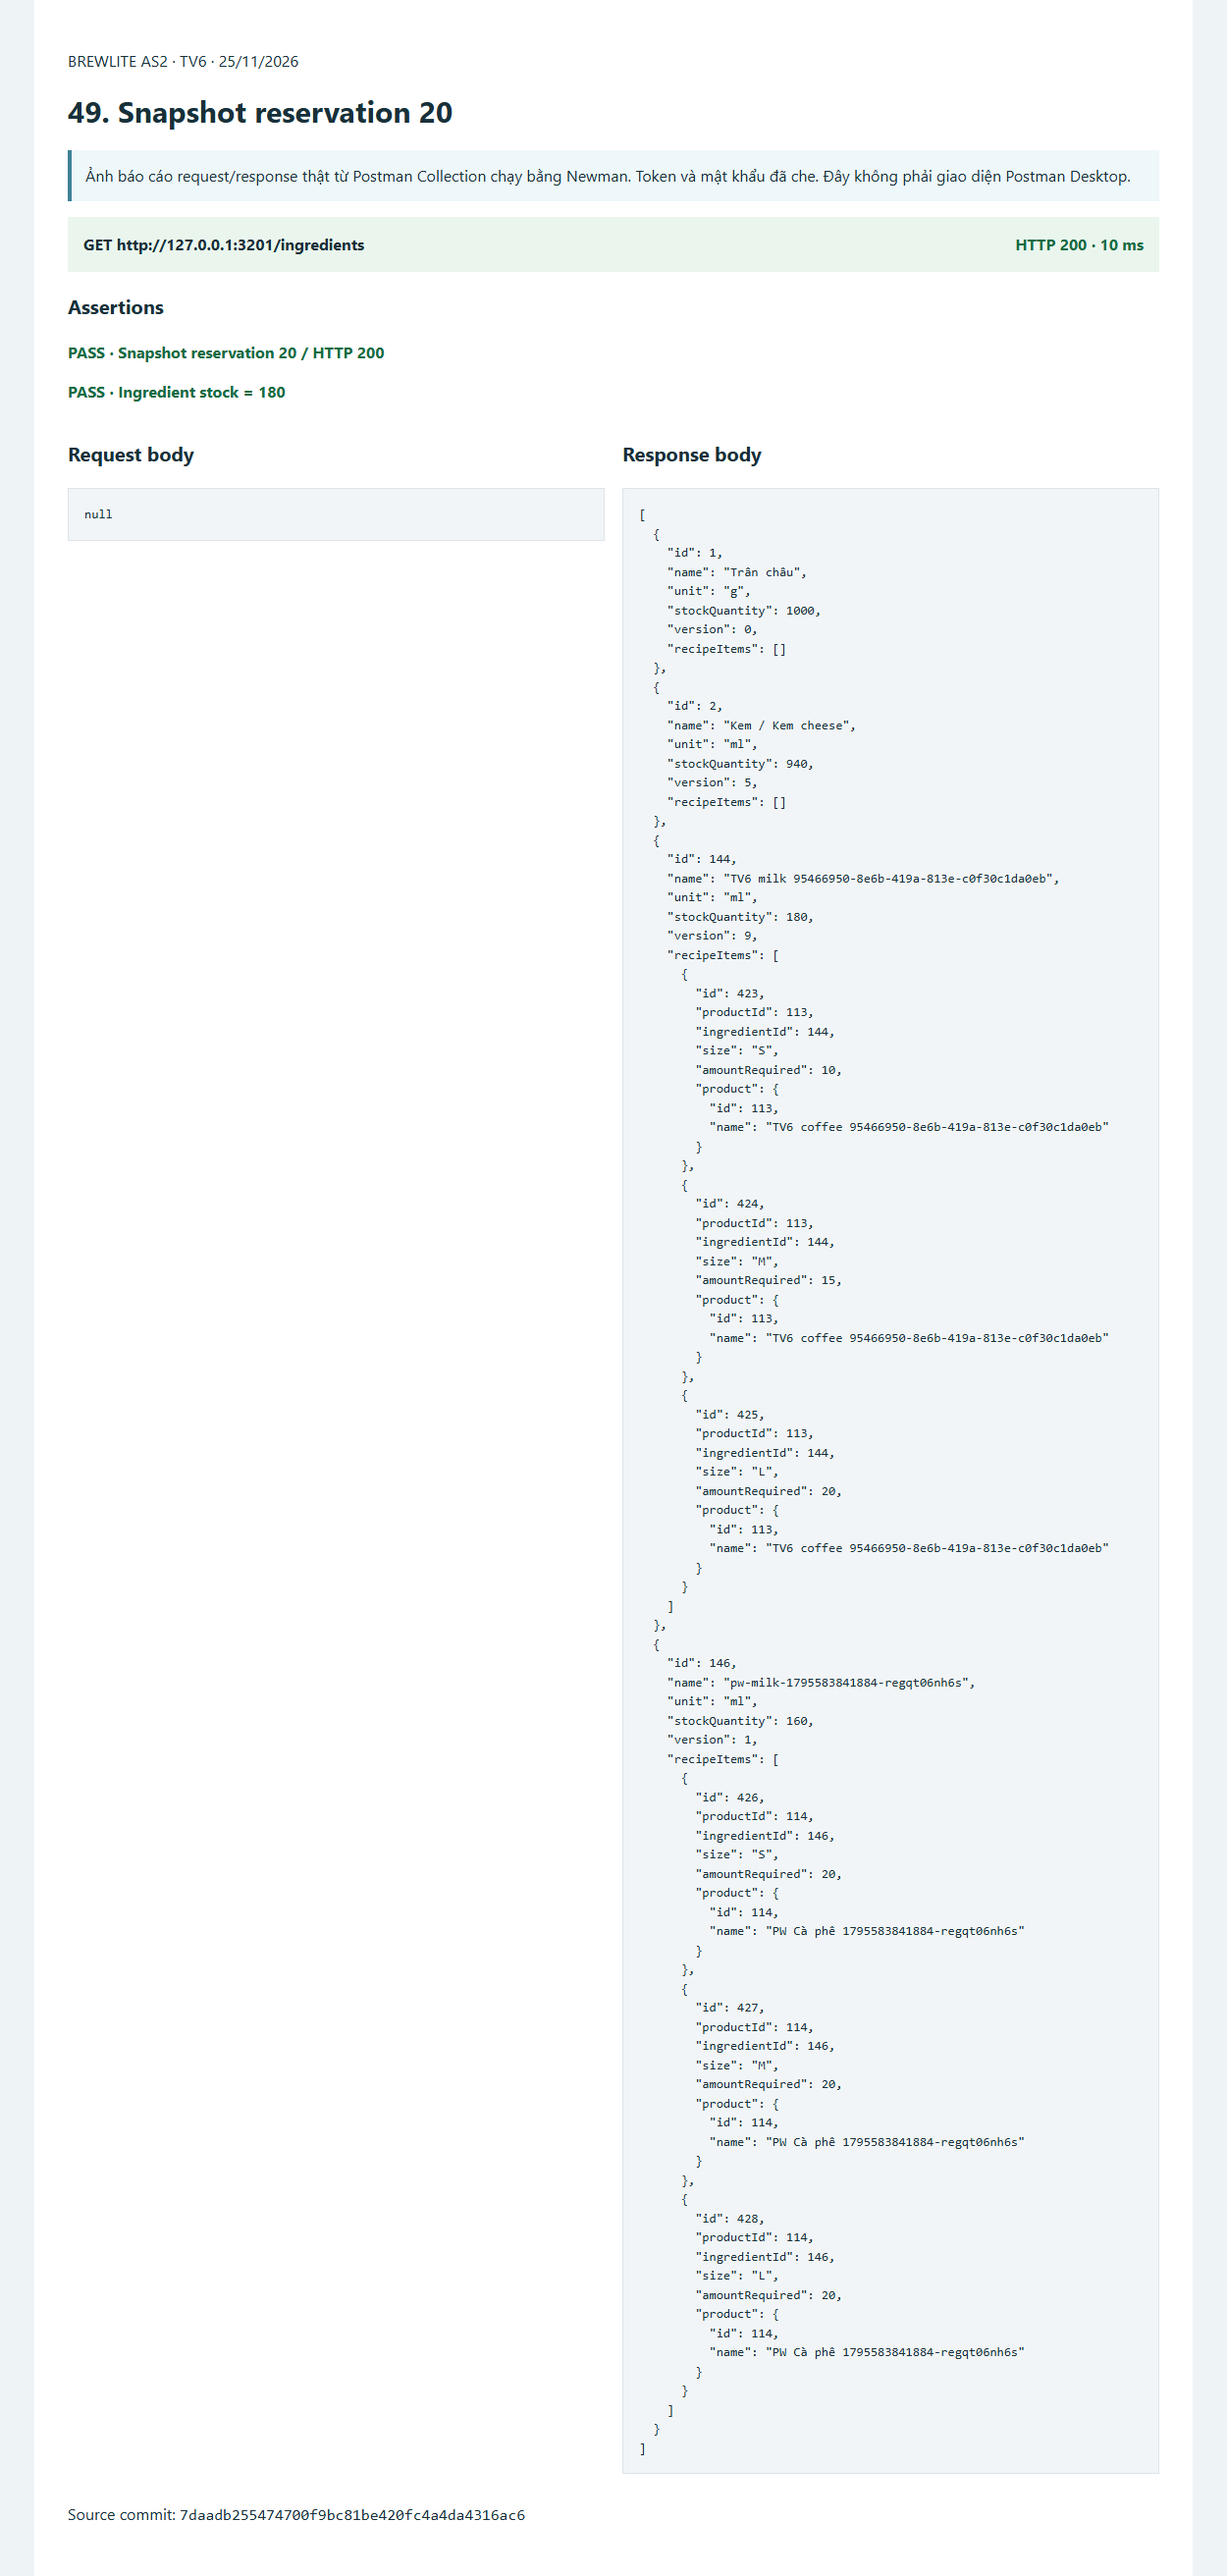 BREWLITE AS2 · TV6 · 25/11/2026
49. Snapshot reservation 20
Ảnh báo cáo request/response thật từ Postman Collection chạy bằng Newman. Token và mật khẩu đã che. Đây không phải giao diện Postman Desktop.
GET http://127.0.0.1:3201/ingredients
HTTP 200 · 10 ms
Assertions
PASS · Snapshot reservation 20 / HTTP 200
PASS · Ingredient stock = 180
Request body
null
Response body
[
  {
    "id": 1,
    "name": "Trân châu",
    "unit": "g",
    "stockQuantity": 1000,
    "version": 0,
    "recipeItems": []
  },
  {
    "id": 2,
    "name": "Kem / Kem cheese",
    "unit": "ml",
    "stockQuantity": 940,
    "version": 5,
    "recipeItems": []
  },
  {
    "id": 144,
    "name": "TV6 milk 95466950-8e6b-419a-813e-c0f30c1da0eb",
    "unit": "ml",
    "stockQuantity": 180,
    "version": 9,
    "recipeItems": [
      {
        "id": 423,
        "productId": 113,
        "ingredientId": 144,
        "size": "S",
        "amountRequired": 10,
        "product": {
          "id": 113,
          "name": "TV6 coffee 95466950-8e6b-419a-813e-c0f30c1da0eb"
        }
      },
      {
        "id": 424,
        "productId": 113,
        "ingredientId": 144,
        "size": "M",
        "amountRequired": 15,
        "product": {
          "id": 113,
          "name": "TV6 coffee 95466950-8e6b-419a-813e-c0f30c1da0eb"
        }
      },
      {
        "id": 425,
        "productId": 113,
        "ingredientId": 144,
        "size": "L",
        "amountRequired": 20,
        "product": {
          "id": 113,
          "name": "TV6 coffee 95466950-8e6b-419a-813e-c0f30c1da0eb"
        }
      }
    ]
  },
  {
    "id": 146,
    "name": "pw-milk-1795583841884-regqt06nh6s",
    "unit": "ml",
    "stockQuantity": 160,
    "version": 1,
    "recipeItems": [
      {
        "id": 426,
        "productId": 114,
        "ingredientId": 146,
        "size": "S",
        "amountRequired": 20,
        "product": {
          "id": 114,
          "name": "PW Cà phê 1795583841884-regqt06nh6s"
        }
      },
      {
        "id": 427,
        "productId": 114,
        "ingredientId": 146,
        "size": "M",
        "amountRequired": 20,
        "product": {
          "id": 114,
          "name": "PW Cà phê 1795583841884-regqt06nh6s"
        }
      },
      {
        "id": 428,
        "productId": 114,
        "ingredientId": 146,
        "size": "L",
        "amountRequired": 20,
        "product": {
          "id": 114,
          "name": "PW Cà phê 1795583841884-regqt06nh6s"
        }
      }
    ]
  }
]
Source commit: 7daadb255474700f9bc81be420fc4a4da4316ac6